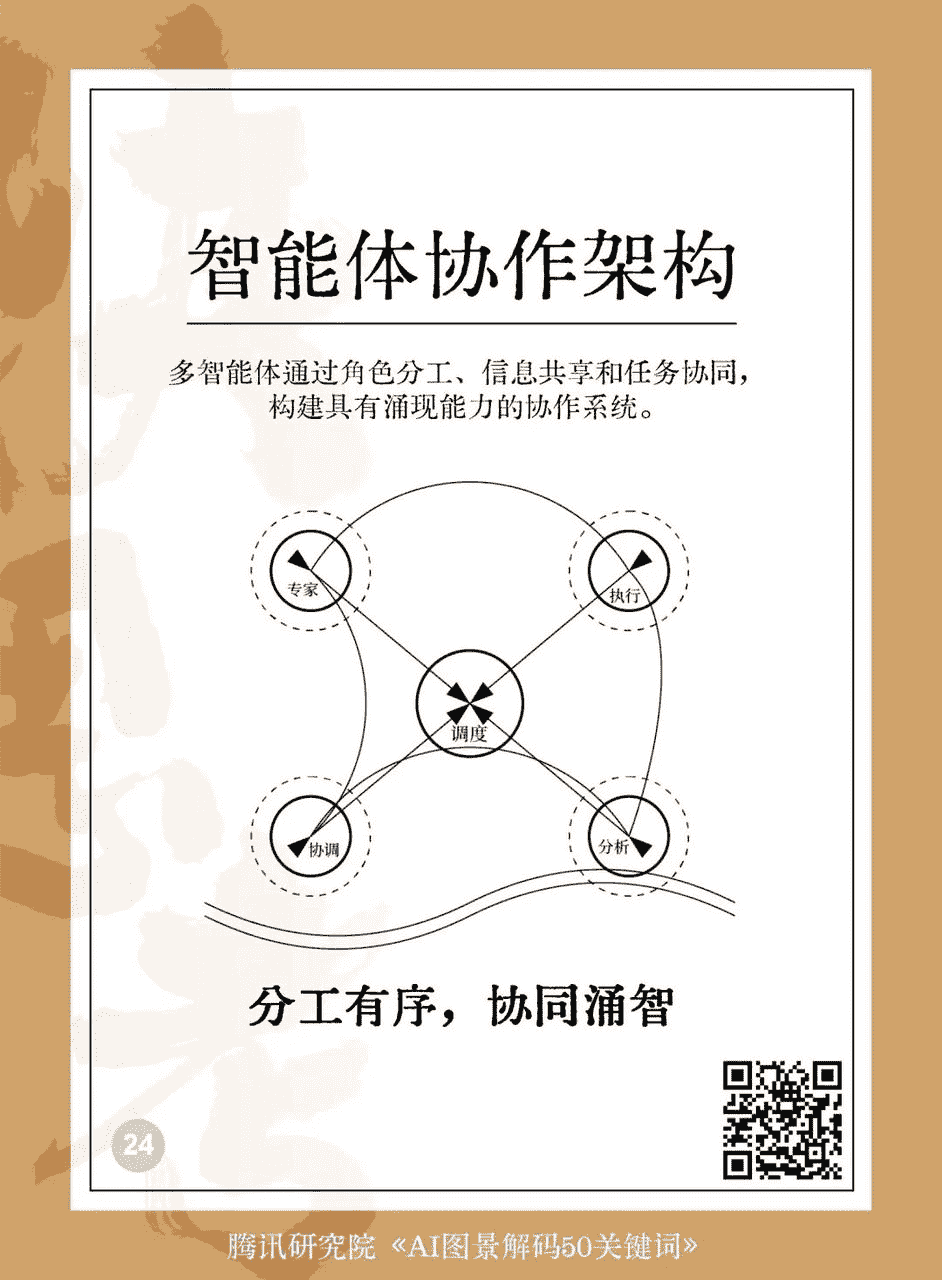 智能体协作架构
多智能体通过角色分工、信息共享和任务协同，
构建具有涌现能力的协作系统。
专家
执行
调度
协调
分析
分工有序，协同涌智
24
腾讯研究院《AI图景解码50关键词》